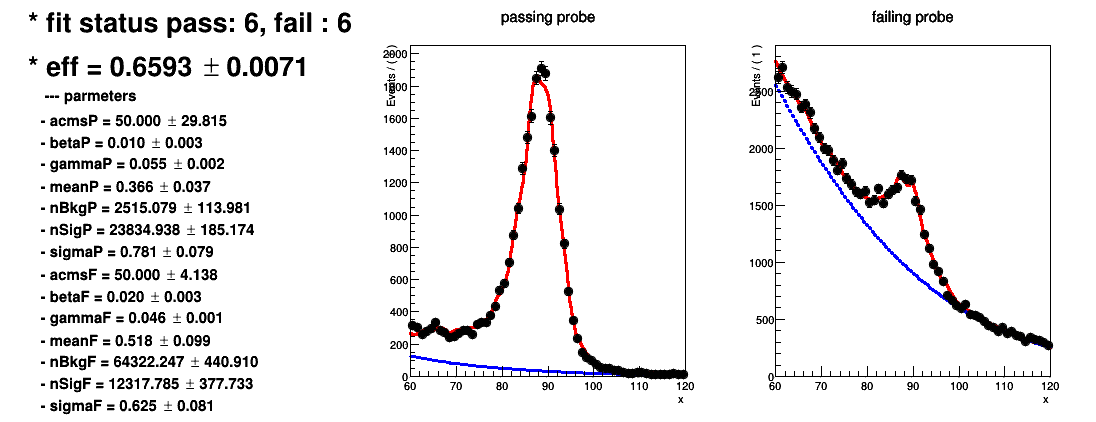 * fit status pass: 6, fail : 6
* eff = 0.6593 ± 0.0071
--- parmeters
- acmsP = 50.000 ± 29.815
- betaP = 0.010 ± 0.003
- gammaP = 0.055 ± 0.002
- meanP = 0.366 ± 0.037
- nBkgP = 2515.079 ± 113.981
- nSigP = 23834.938 ± 185.174
- sigmaP = 0.781 ± 0.079
- acmsF = 50.000 ± 4.138
- betaF = 0.020 ± 0.003
- gammaF = 0.046 ± 0.001
- meanF = 0.518 ± 0.099
- nBkgF = 64322.247 ± 440.910
- nSigF = 12317.785 ± 377.733
- sigmaF = 0.625 ± 0.081
passing probe
Events / ( 1 )
2000
1800
1600
1400
1200
1000
800
600
400
200
0
60 70 80 90 100 110 120
x
failing probe
Events / ( 1 )
2500
2000
1500
1000
500
0
60 70 80 90 100 110 120
x